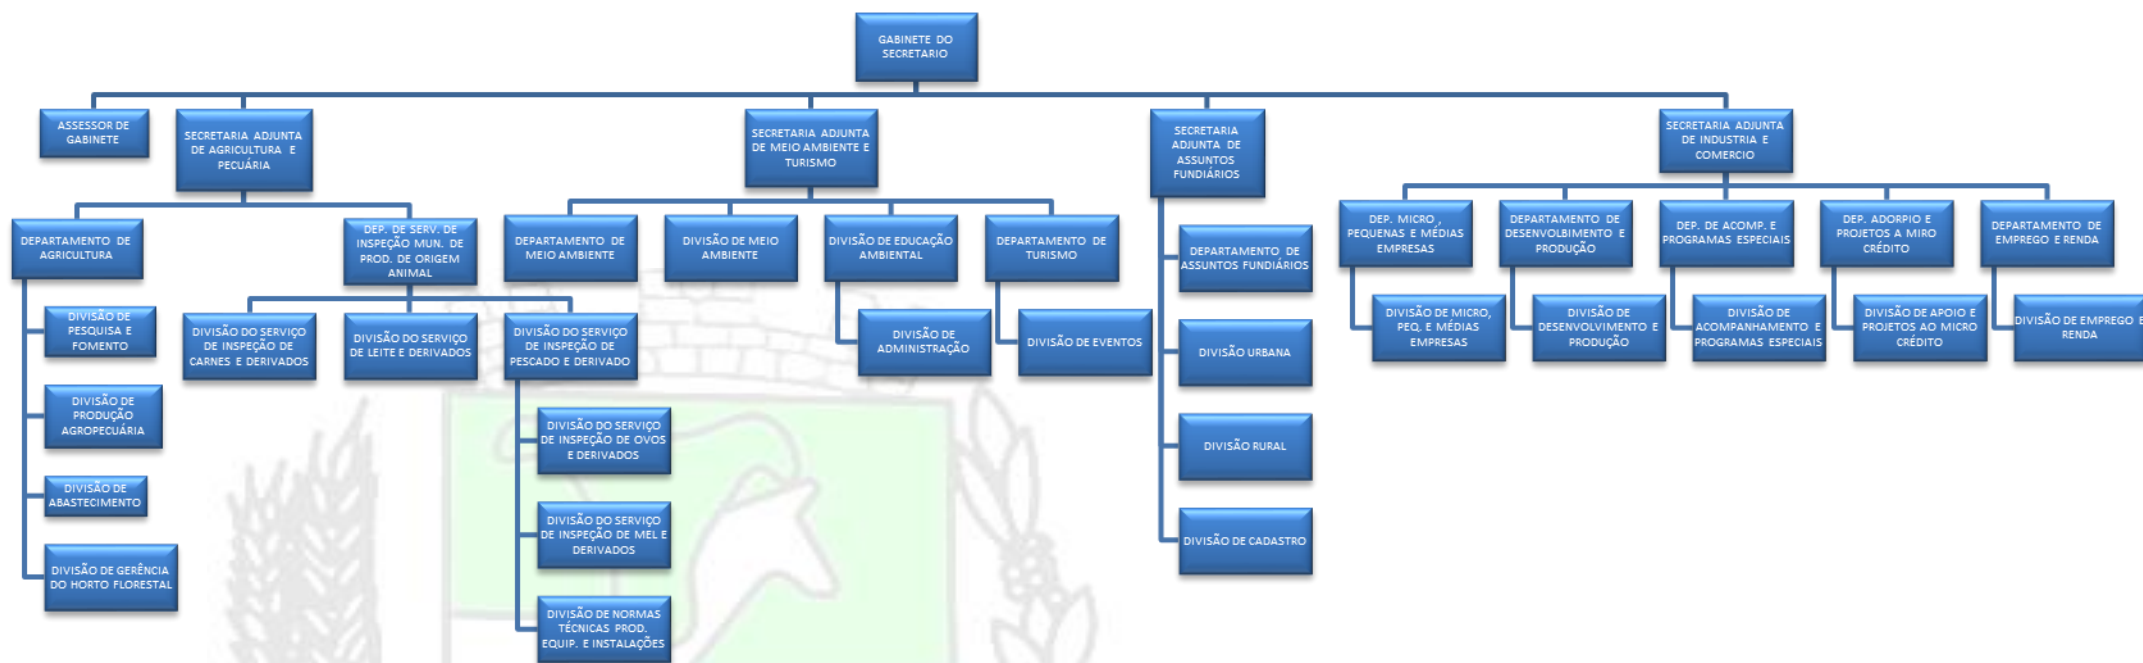 GABINETE DO
SECRETARIO
ASSESSOR DE
GABINETE
SECRETARIA ADJUNTA
DE AGRICULTURA E
PECUÁRIA
SECRETARIA ADJUNTA
DE MEIO AMBIENTE E
TURISMO
SECRETARIA
ADJUNTA DE
ASSUNTOS
FUNDIÁRIOS
SECRETARIA ADJUNTA
DE INDUSTRIA E
COMERCIO
DEPARTAMENTO DE
AGRICULTURA
DEP. DE SERV. DE
INSPEÇÃO MUN. DE
PROD. DE ORIGEM
ANIMAL
DEPARTAMENTO DE
MEIO AMBIENTE
DIVISÃO DE MEIO
AMBIENTE
DIVISÃO DE EDUCAÇÃO
AMBIENTAL
DEPARTAMENTO DE
TURISMO
DEPARTAMENTO DE
ASSUNTOS FUNDIÁRIOS
DEP. MICRO ,
PEQUENAS E MÉDIAS
EMPRESAS
DEPARTAMENTO DE
DESENVOLBIMENTO E
PRODUÇÃO
DEP. DE ACOMP. E
PROGRAMAS ESPECIAIS
DEP. ADORPIO E
PROJETOS A MIRO
CRÉDITO
DEPARTAMENTO DE
EMPREGO E RENDA
DIVISÃO DE
PESQUISA E
FOMENTO
DIVISÃO DO SERVIÇO
DE INSPEÇÃO DE
CARNES E DERIVADOS
DIVISÃO DO SERVIÇO
DE LEITE E DERIVADOS
DIVISÃO DO SERVIÇO
DE INSPEÇÃO DE
PESCADO E DERIVADO
DIVISÃO DE
ADMINISTRAÇÃO
DIVISÃO DE EVENTOS
DIVISÃO URBANA
DIVISÃO DE MICRO,
PEQ. E MÉDIAS
EMPRESAS
DIVISÃO DE
DESENVOLVIMENTO E
PRODUÇÃO
DIVISÃO DE
ACOMPANHAMENTO E
PROGRAMAS ESPECIAIS
DIVISÃO DE APOIO E
PROJETOS AO MICRO
CRÉDITO
DIVISÃO DE EMPREGO E
RENDA
DIVISÃO DE
PRODUÇÃO
AGROPECUÁRIA
DIVISÃO DO SERVIÇO
DE INSPEÇÃO DE OVOS
E DERIVADOS
DIVISÃO RURAL
DIVISÃO DE
ABASTECIMENTO
DIVISÃO DO SERVIÇO
DE INSPEÇÃO DE MEL E
DERIVADOS
DIVISÃO DE CADASTRO
DIVISÃO DE GERÊNCIA
DO HORTO FLORESTAL
DIVISÃO DE NORMAS
TÉCNICAS PROD.
EQUIP. E INSTALAÇÕES